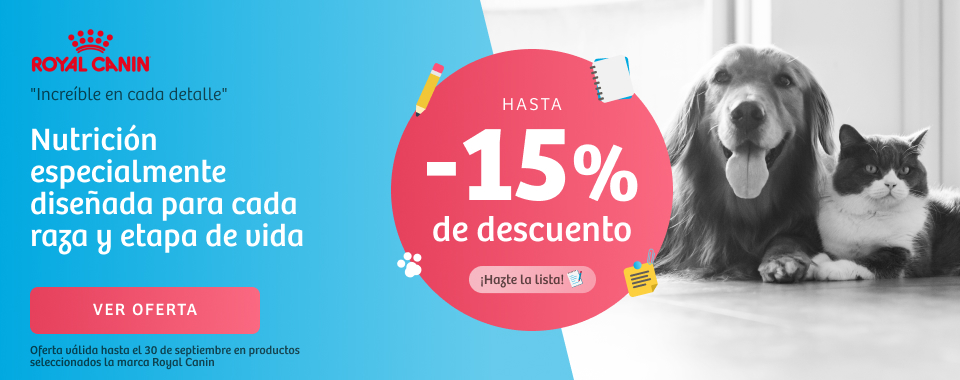 ROYAL CANIN
"Increíble en cada detalle"
Nutrición
especialmente
diseñada para cada
raza y etapa de vida
VER OFERTA
Oferta válida hasta el 30 de septiembre en productos
seleccionados la marca Royal Canin
HASTA
-15%
de descuento
¡Hazte la lista!